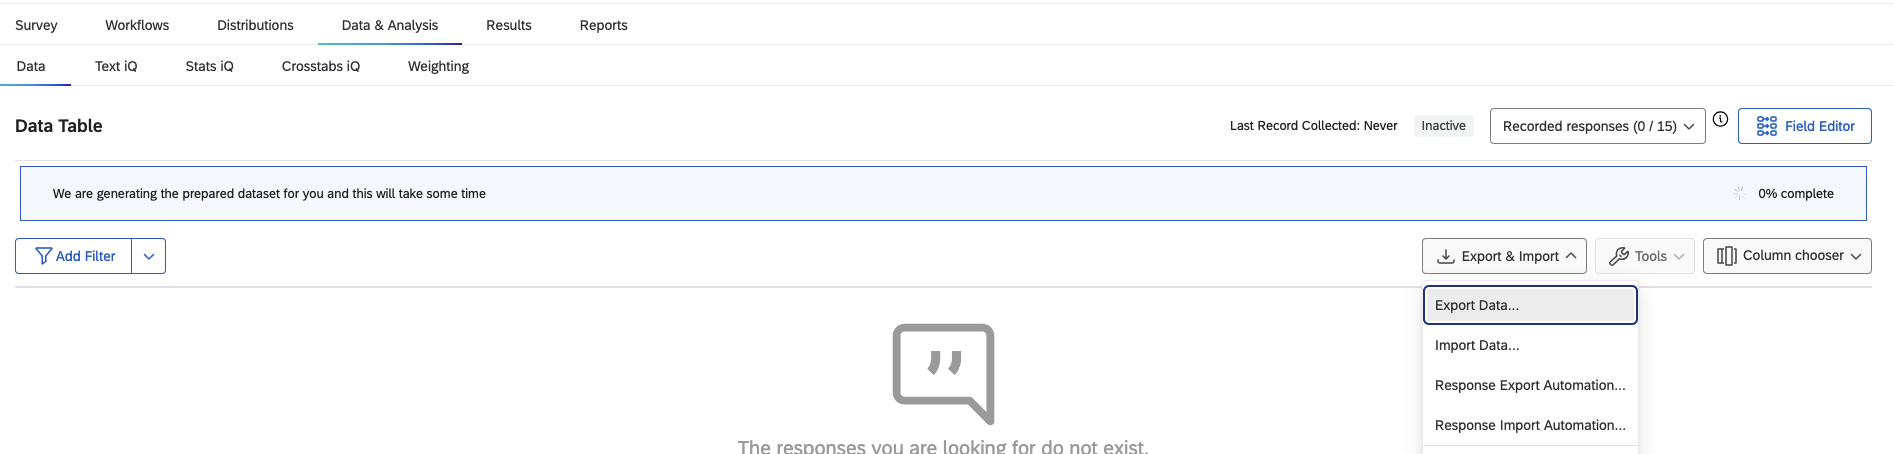 Survey Workflows Distributions Data & Analysis Results Reports
Data Text iQ Stats iQ Crosstabs iQ Weighting
Data Table Last Record Collected: Never Inactive Recorded responses (0 / 15) Field Editor
We are generating the prepared dataset for you and this will take some time 0% complete
Add Filter Export & Import Tools Column chooser
Export Data...
Import Data...
Response Export Automation...
Response Import Automation...
The responses you are looking for do not exist.